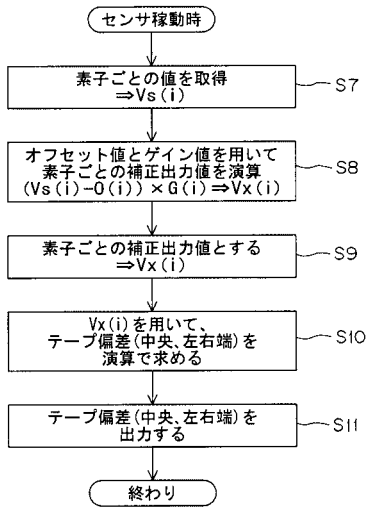 センサ稼動時
素子ごとの値を取得
⇒Vs(i)
S7
オフセット値とゲイン値を用いて
素子ごとの補正出力値を演算
(Vs(i)-O(i))×G(i)⇒Vx(i)
S8
素子ごとの補正出力値とする
⇒Vx(i)
S9
Vx(i)を用いて、
テープ偏差(中央、左右端)を
演算で求める
S10
テープ偏差(中央、左右端)を
出力する
S11
終わり